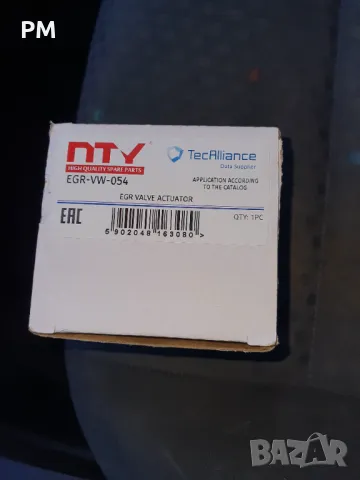 PM
NTY
HIGH QUALITY SPARE PARTS
TecAlliance
Data Supplier
EGR-VW-054
APPLICATION ACCORDING
TO THE CATALOG
EGR VALVE ACTUATOR
EAC
QTY: 1PC
5 902048 163080 >
BAZAR
.bg